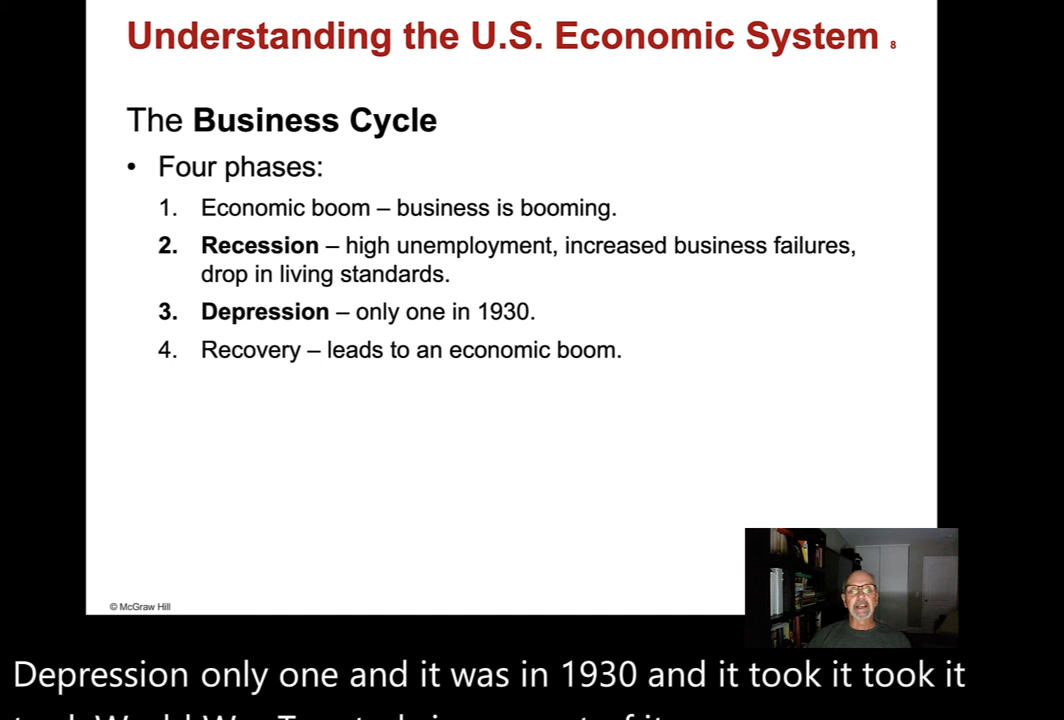 Understanding the U.S. Economic System 8
The Business Cycle
• Four phases:
1. Economic boom – business is booming.
2. Recession – high unemployment, increased business failures,
drop in living standards.
3. Depression – only one in 1930.
4. Recovery – leads to an economic boom.
© McGraw Hill
Depression only one and it was in 1930 and it took it took it
World War